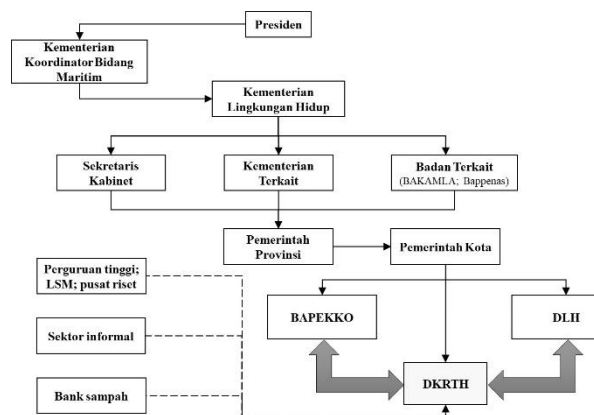 Presiden
Kementerian
Koordinator Bidang
Maritim
Kementerian
Lingkungan Hidup
Sekretaris
Kabinet
Kementerian
Terkait
Badan Terkait
(BAKAMLA; Bappenas)
Pemerintah
Provinsi
Pemerintah Kota
Perguruan tinggi;
LSM; pusat riset
BAPEKKO
DLH
Sektor informal
DKRTH
Bank sampah